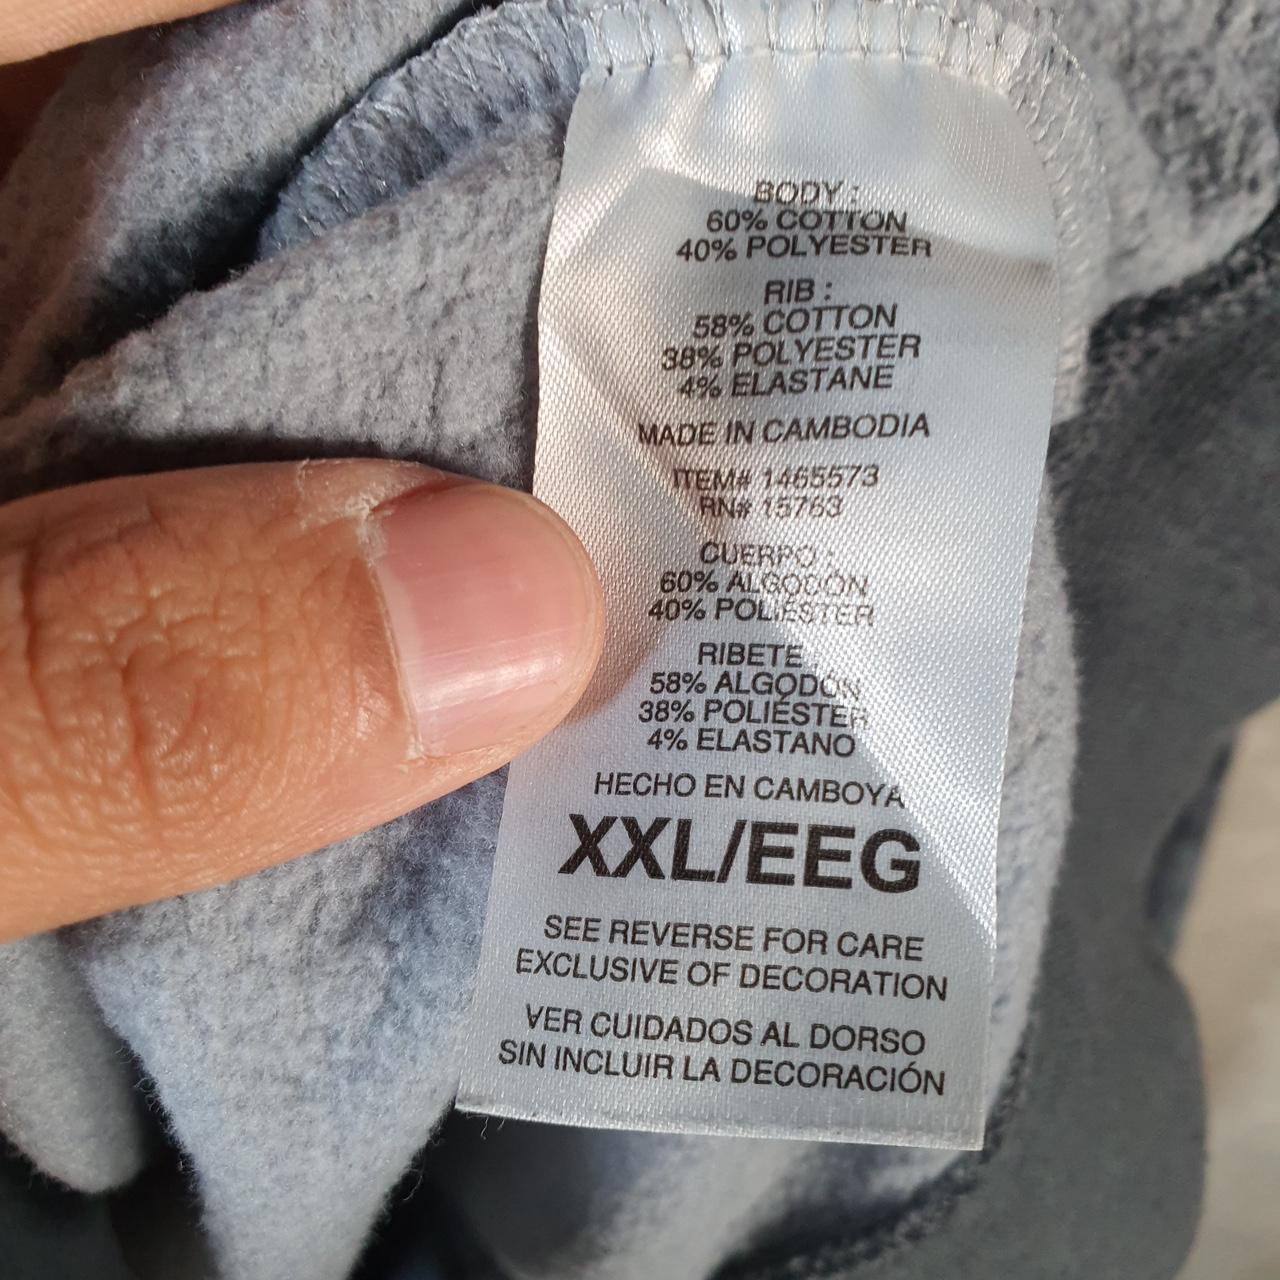 BODY :
60% COTTON
40% POLYESTER
RIB :
58% COTTON
38% POLYESTER
4% ELASTANE
MADE IN CAMBODIA
ITEM# 1465573
RN# 15763
CUERPO :
60% ALGODÓN
40% POLIÉSTER
RIBETE
58% ALGODÓN
38% POLIÉSTER
4% ELASTANO
HECHO EN CAMBOYA
XXL/EEG
SEE REVERSE FOR CARE
EXCLUSIVE OF DECORATION
VER CUIDADOS AL DORSO
SIN INCLUIR LA DECORACIÓN